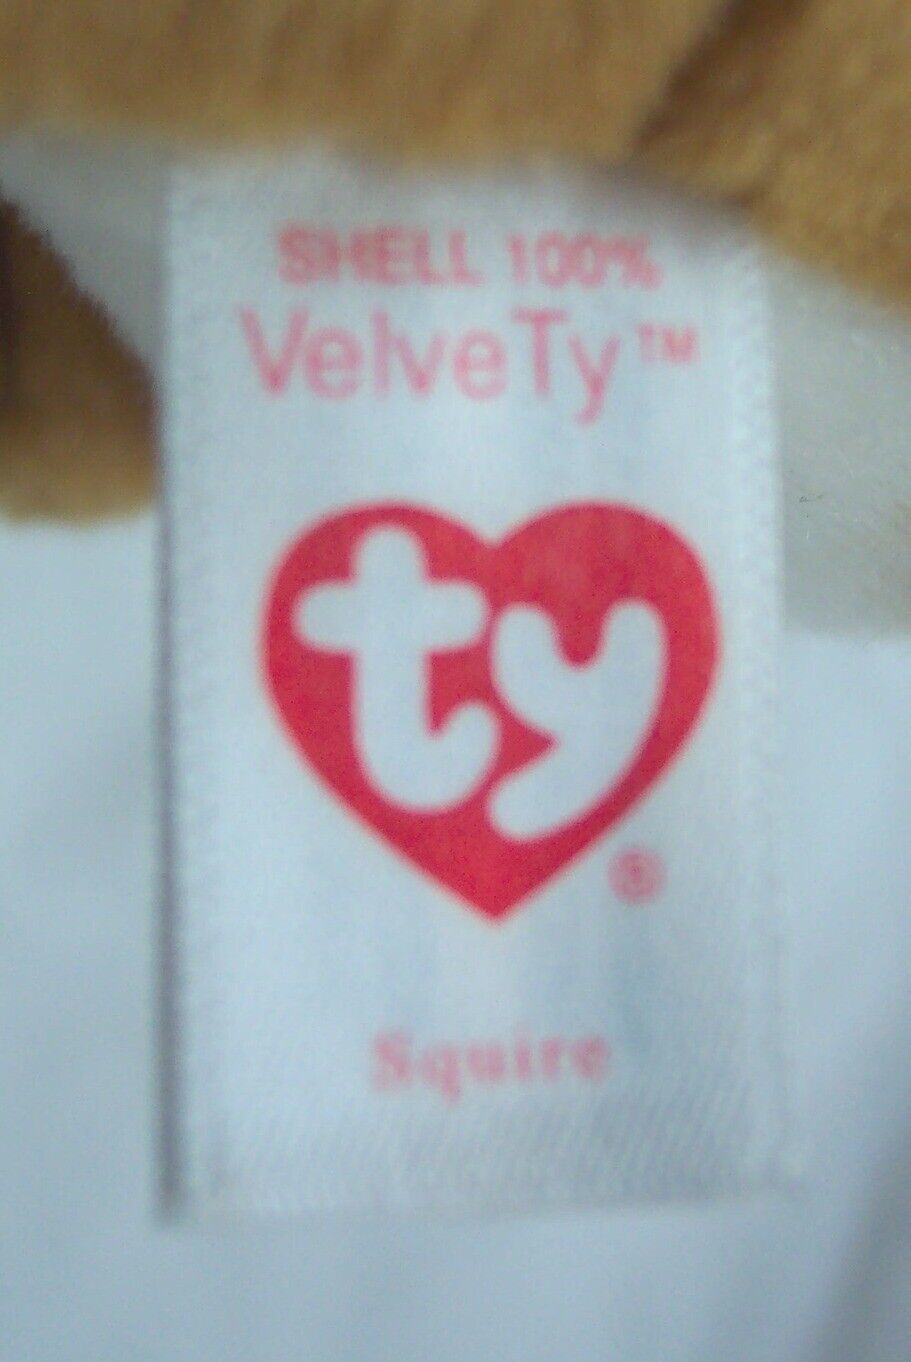 SHELL 100%
VelveTy™
ty
®
Squire